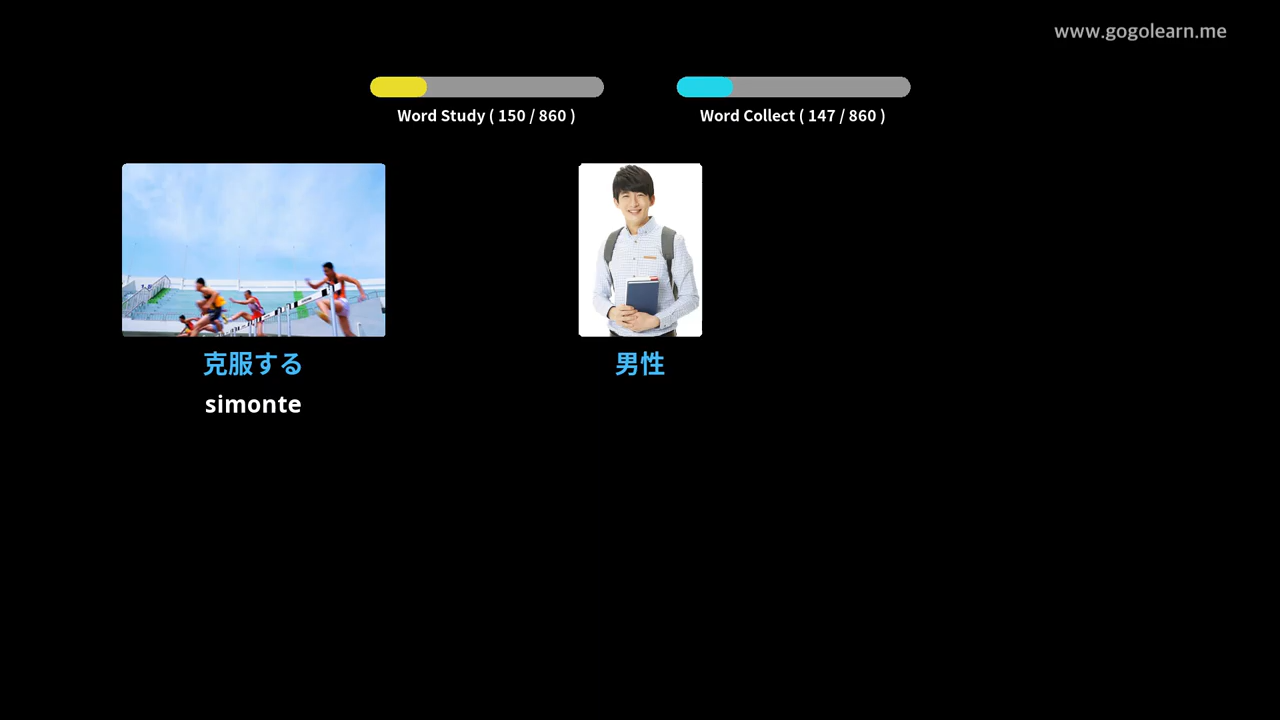 www.gogolearn.me
Word Study ( 150 / 860 )
Word Collect ( 147 / 860 )
克服する
simonte
男性